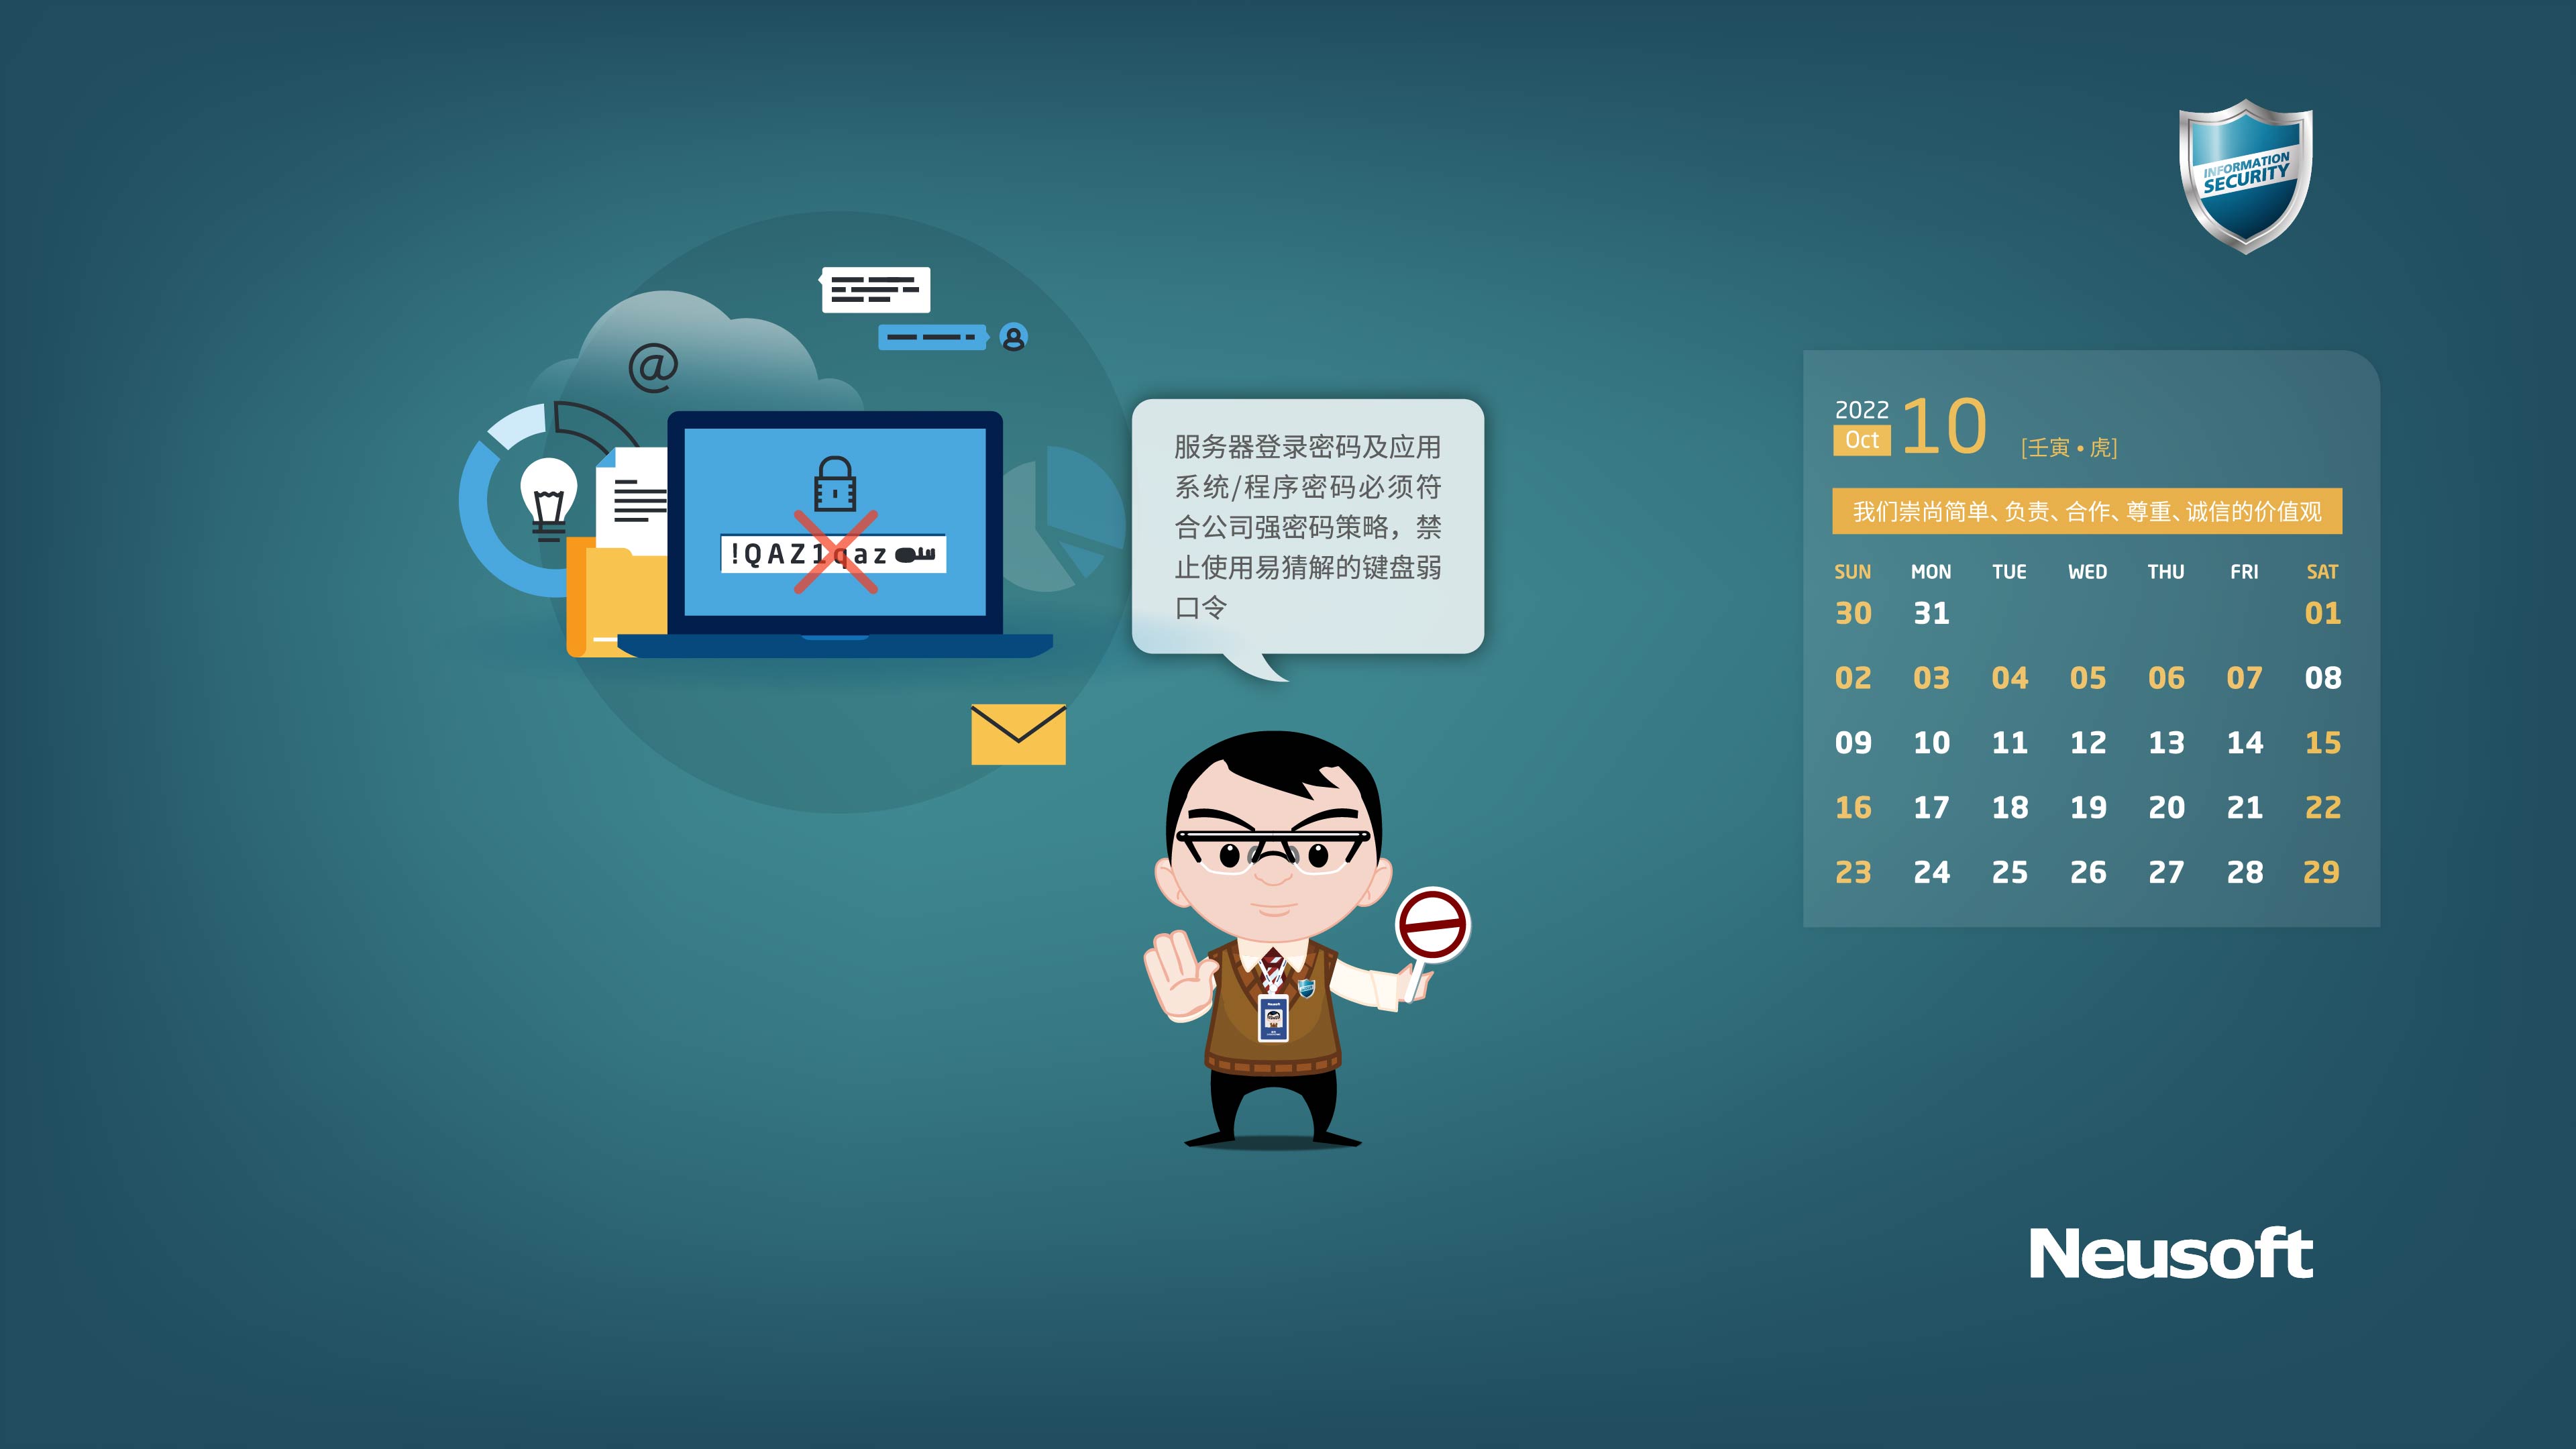 INFORMATION
SECURITY
@
!QAZ1qaz
服务器登录密码及应用
系统/程序密码必须符
合公司强密码策略，禁
止使用易猜解的键盘弱
口令
2022
Oct
10
[壬寅•虎]
我们崇尚简单、负责、合作、尊重、诚信的价值观
SUN MON TUE WED THU FRI SAT
30 31 01
02 03 04 05 06 07 08
09 10 11 12 13 14 15
16 17 18 19 20 21 22
23 24 25 26 27 28 29
Neusoft
Neusoft